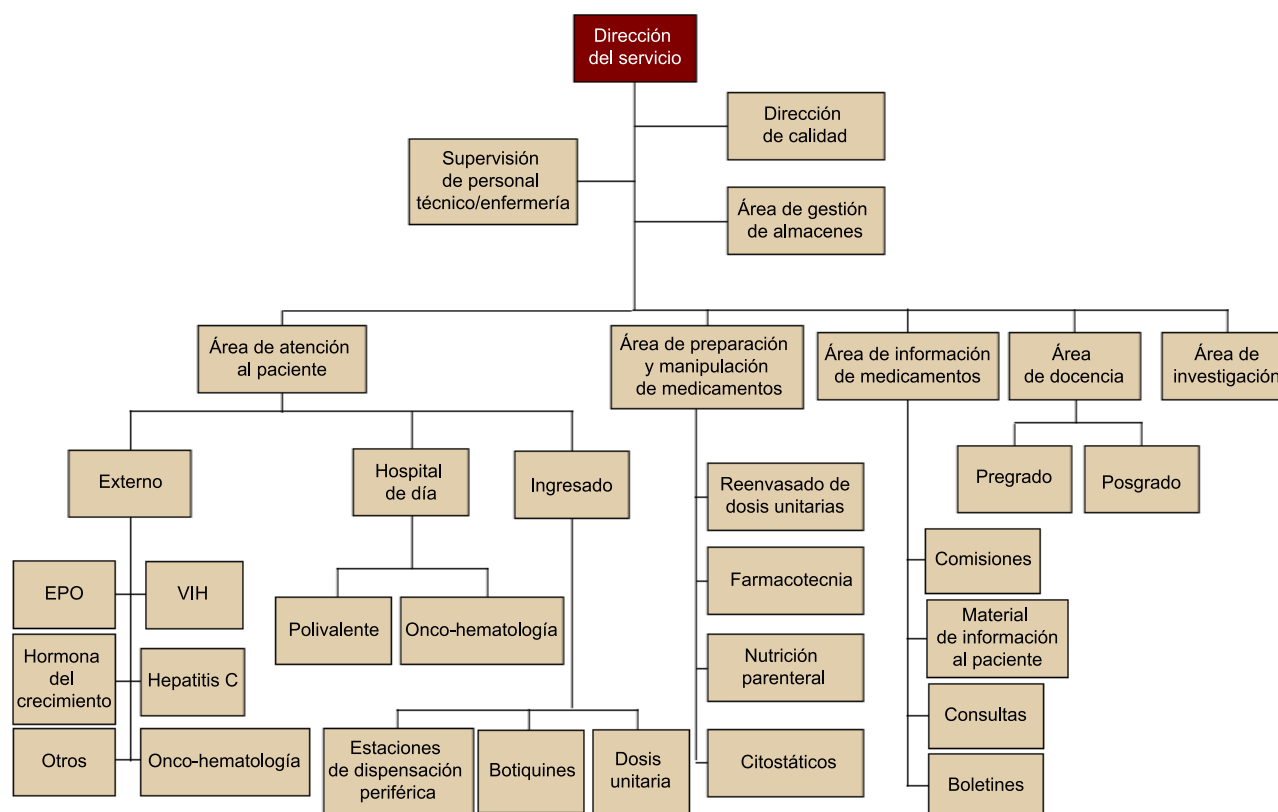 Dirección
del servicio
Dirección
de calidad
Supervisión
de personal
técnico/enfermería
Área de gestión
de almacenes
Área de atención
al paciente
Área de preparación
y manipulación
de medicamentos
Área de información
de medicamentos
Área
de docencia
Área de
investigación
Externo
Hospital
de día
Ingresado
Reenvasado de
dosis unitarias
Pregrado
Posgrado
EPO
VIH
Hormona
del
crecimiento
Hepatitis C
Otros
Onco-hematología
Polivalente
Onco-hematología
Estaciones
de dispensación
periférica
Botiquines
Dosis
unitaria
Farmacotecnia
Nutrición
parenteral
Citostáticos
Comisiones
Material
de información
al paciente
Consultas
Boletines